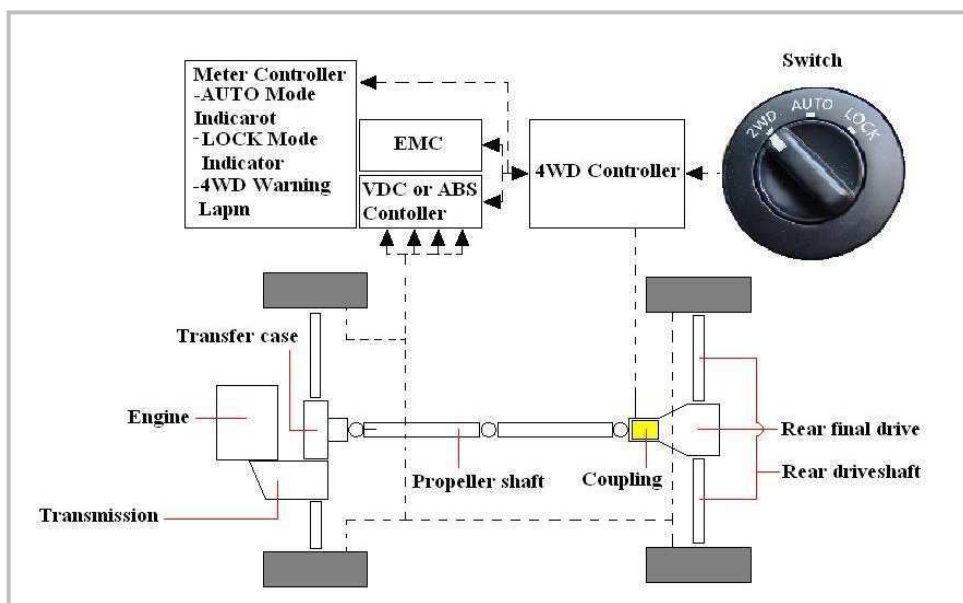 Switch
Meter Controller
-AUTO Mode
Indicarot
-LOCK Mode
Indicator
-4WD Warning
Lapm
EMC
VDC or ABS
Contoller
4WD Controller
2WD
AUTO
LOCK
Transfer case
Engine
Transmission
Propeller shaft
Coupling
Rear final drive
Rear driveshaft